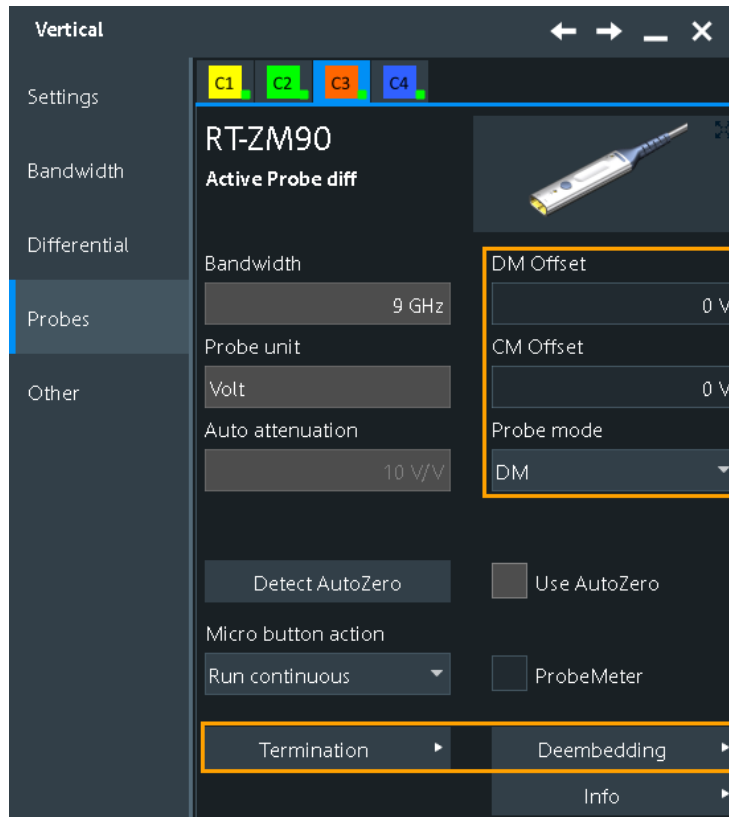 Vertical
Settings
Bandwidth
Differential
Probes
Other
C1 C2 C3 C4
RT-ZM90
Active Probe diff
Bandwidth
9 GHz
DM Offset
0 V
Probe unit
Volt
CM Offset
0 V
Auto attenuation
10 V/V
Probe mode
DM
Detect AutoZero
Use AutoZero
Micro button action
Run continuous
ProbeMeter
Termination
Deembedding
Info